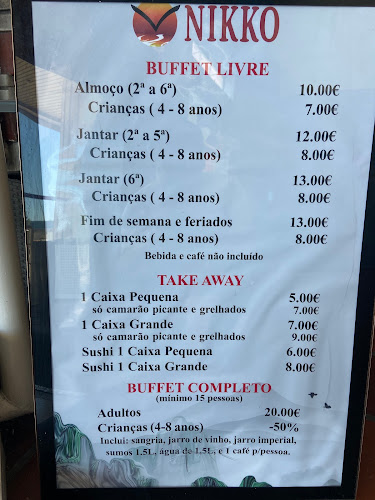 NIKKO
BUFFET LIVRE
Almoço (2ª a 6ª) 10.00€
Crianças ( 4 - 8 anos) 7.00€
Jantar (2ª a 5ª) 12.00€
Crianças ( 4 - 8 anos) 8.00€
Jantar (6ª) 13.00€
Crianças ( 4 - 8 anos) 8.00€
Fim de semana e feriados 13.00€
Crianças ( 4 - 8 anos) 8.00€
Bebida e café não incluído
TAKE AWAY
1 Caixa Pequena 5.00€
só camarão picante e grelhados 7.00€
1 Caixa Grande 7.00€
só camarão picante e grelhados 9.00€
Sushi 1 Caixa Pequena 6.00€
Sushi 1 Caixa Grande 8.00€
BUFFET COMPLETO
(mínimo 15 pessoas)
Adultos 20.00€
Crianças (4-8 anos) -50%
Inclui: sangria, jarro de vinho, jarro imperial,
sumos 1.5L, água de 1.5L, e 1 café p/pessoa.